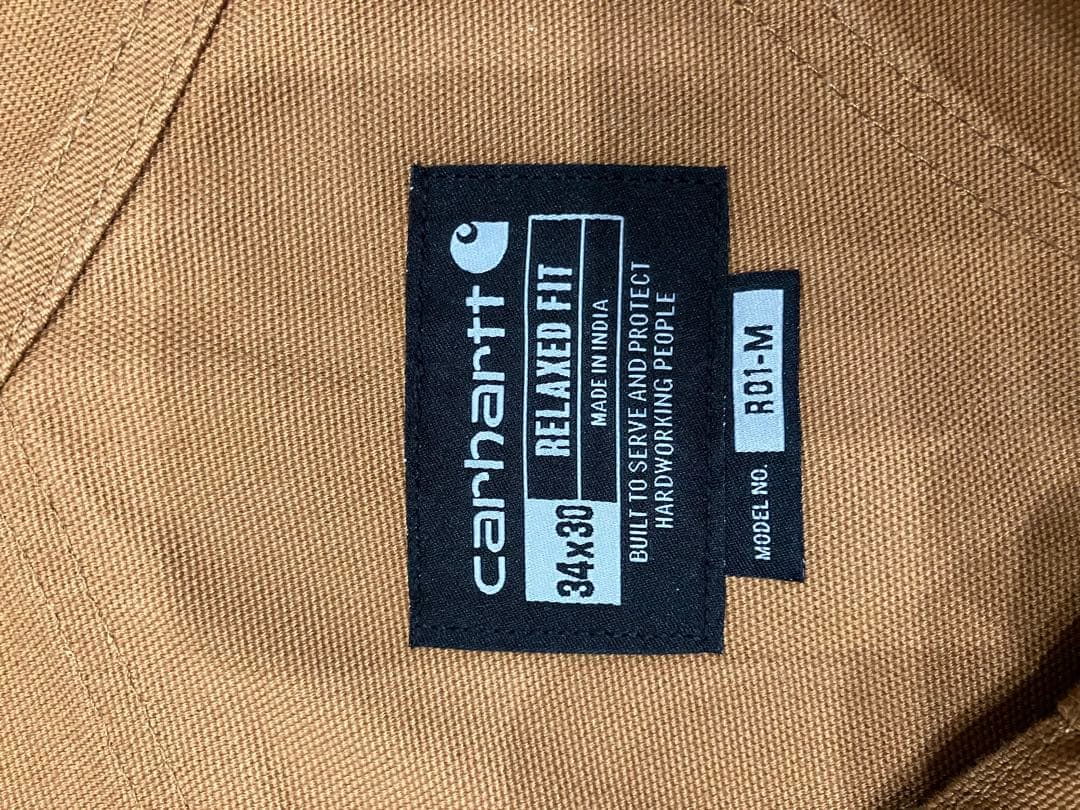 carhartt
34x30 RELAXED FIT
MADE IN INDIA
BUILT TO SERVE AND PROTECT
HARDWORKING PEOPLE
MODEL NO. R01-M